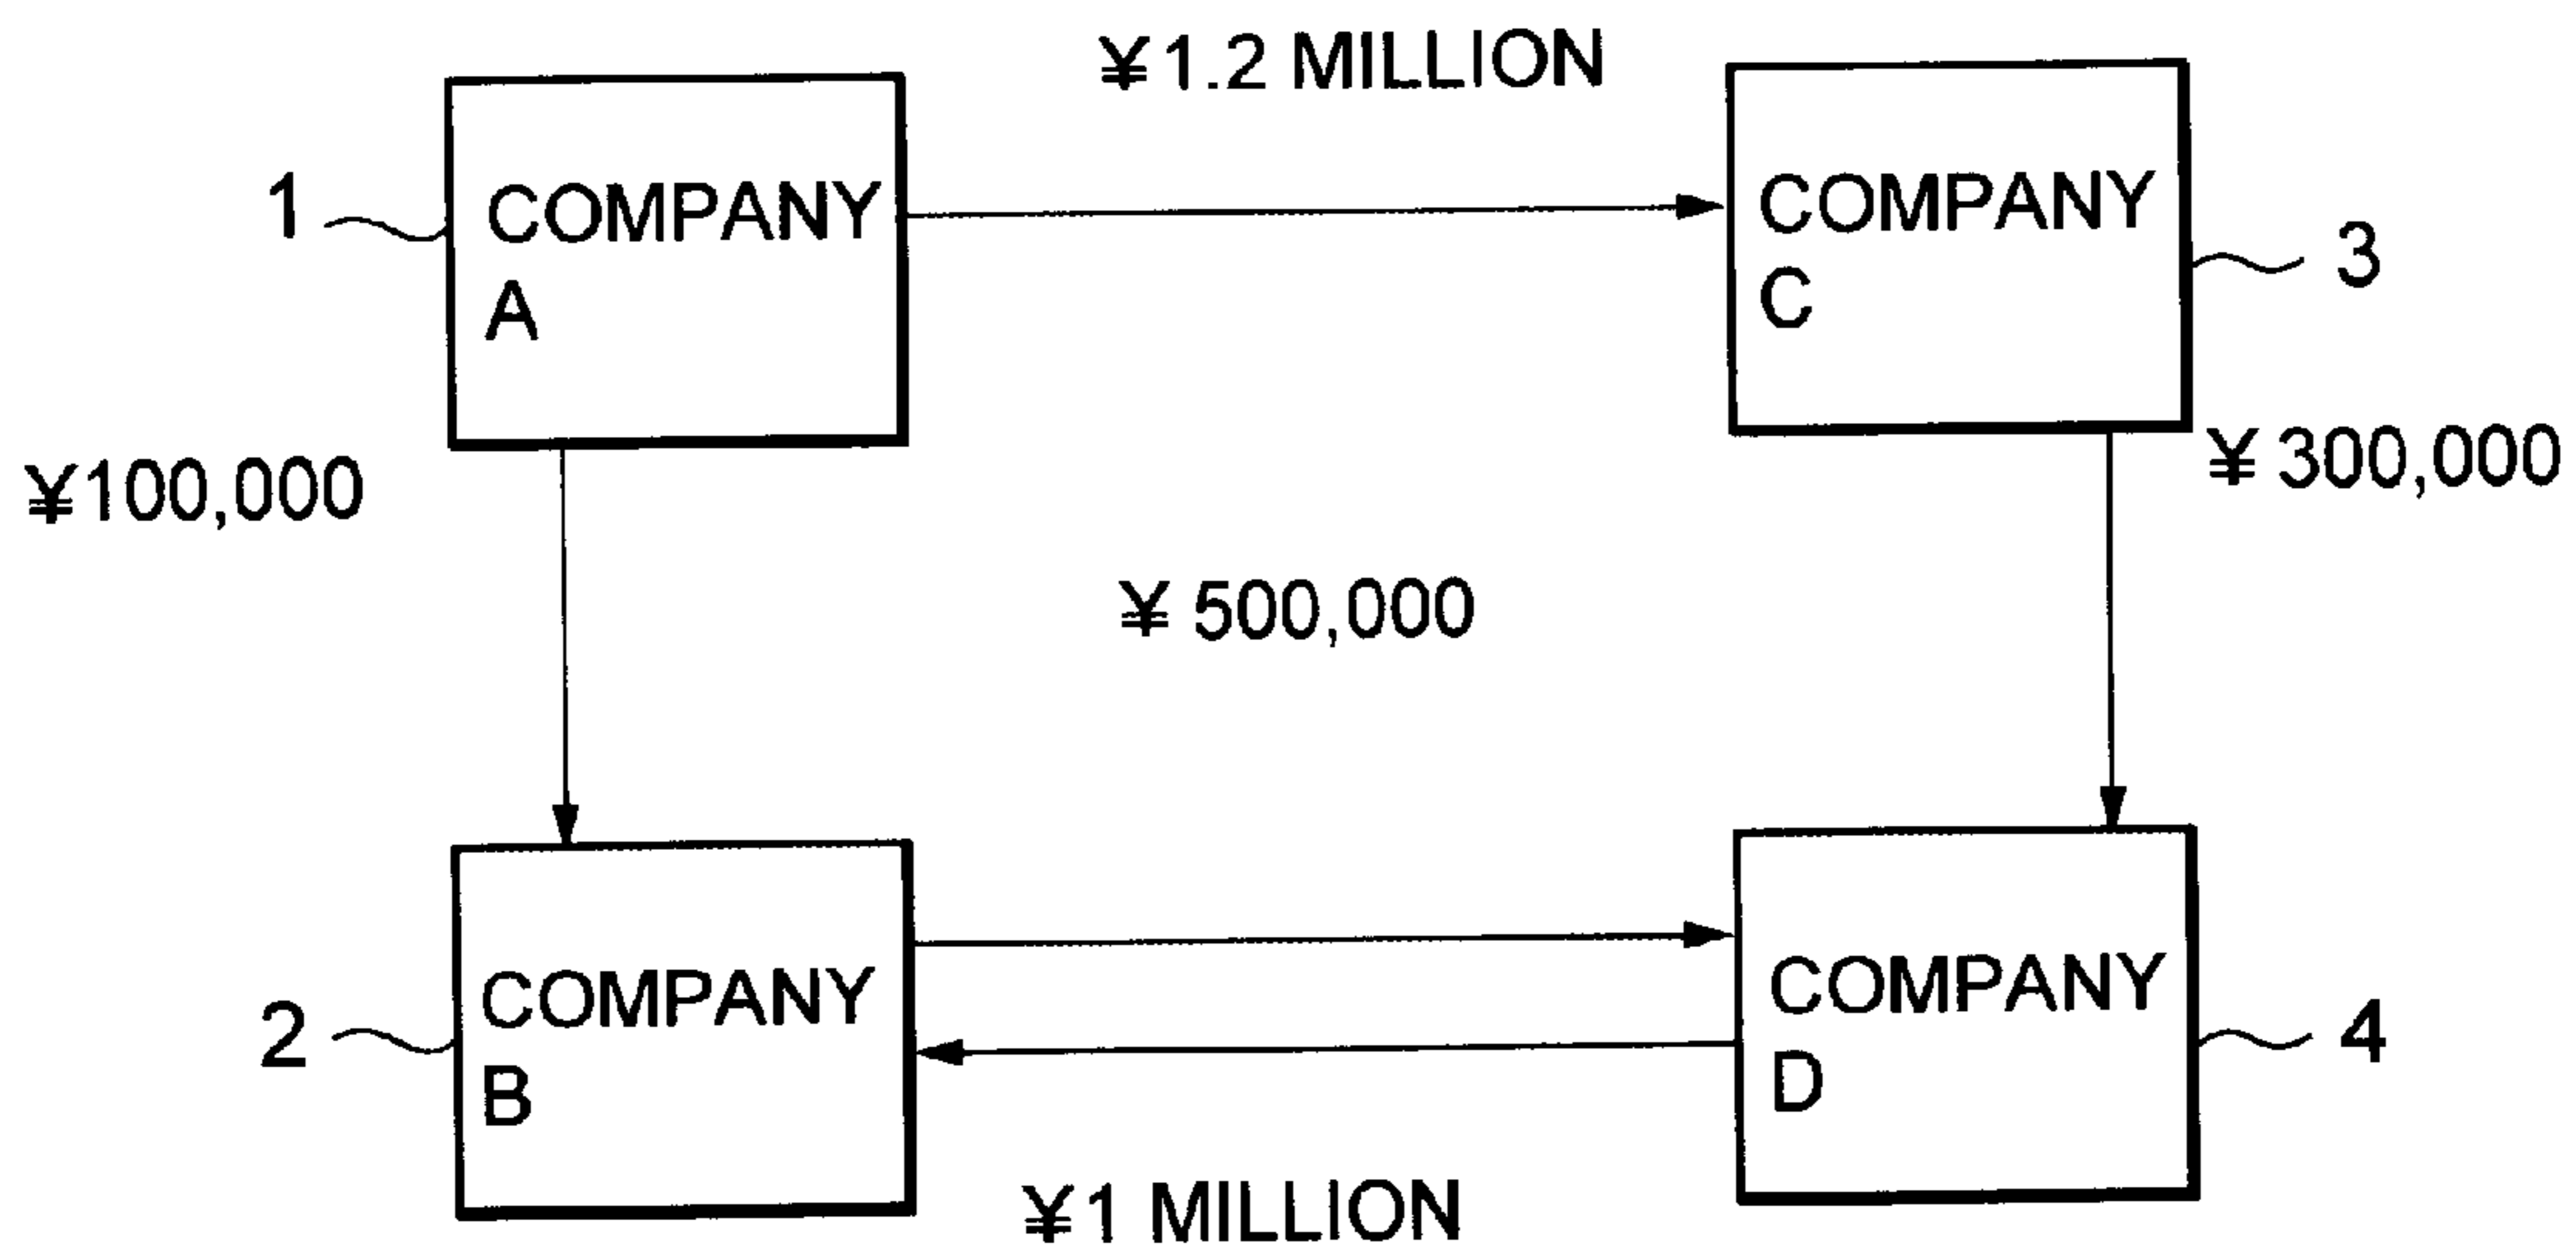 ¥1.2 MILLION
1
COMPANY
A
COMPANY
C
3
¥100,000
¥ 300,000
¥ 500,000
2
COMPANY
B
COMPANY
D
4
¥1 MILLION